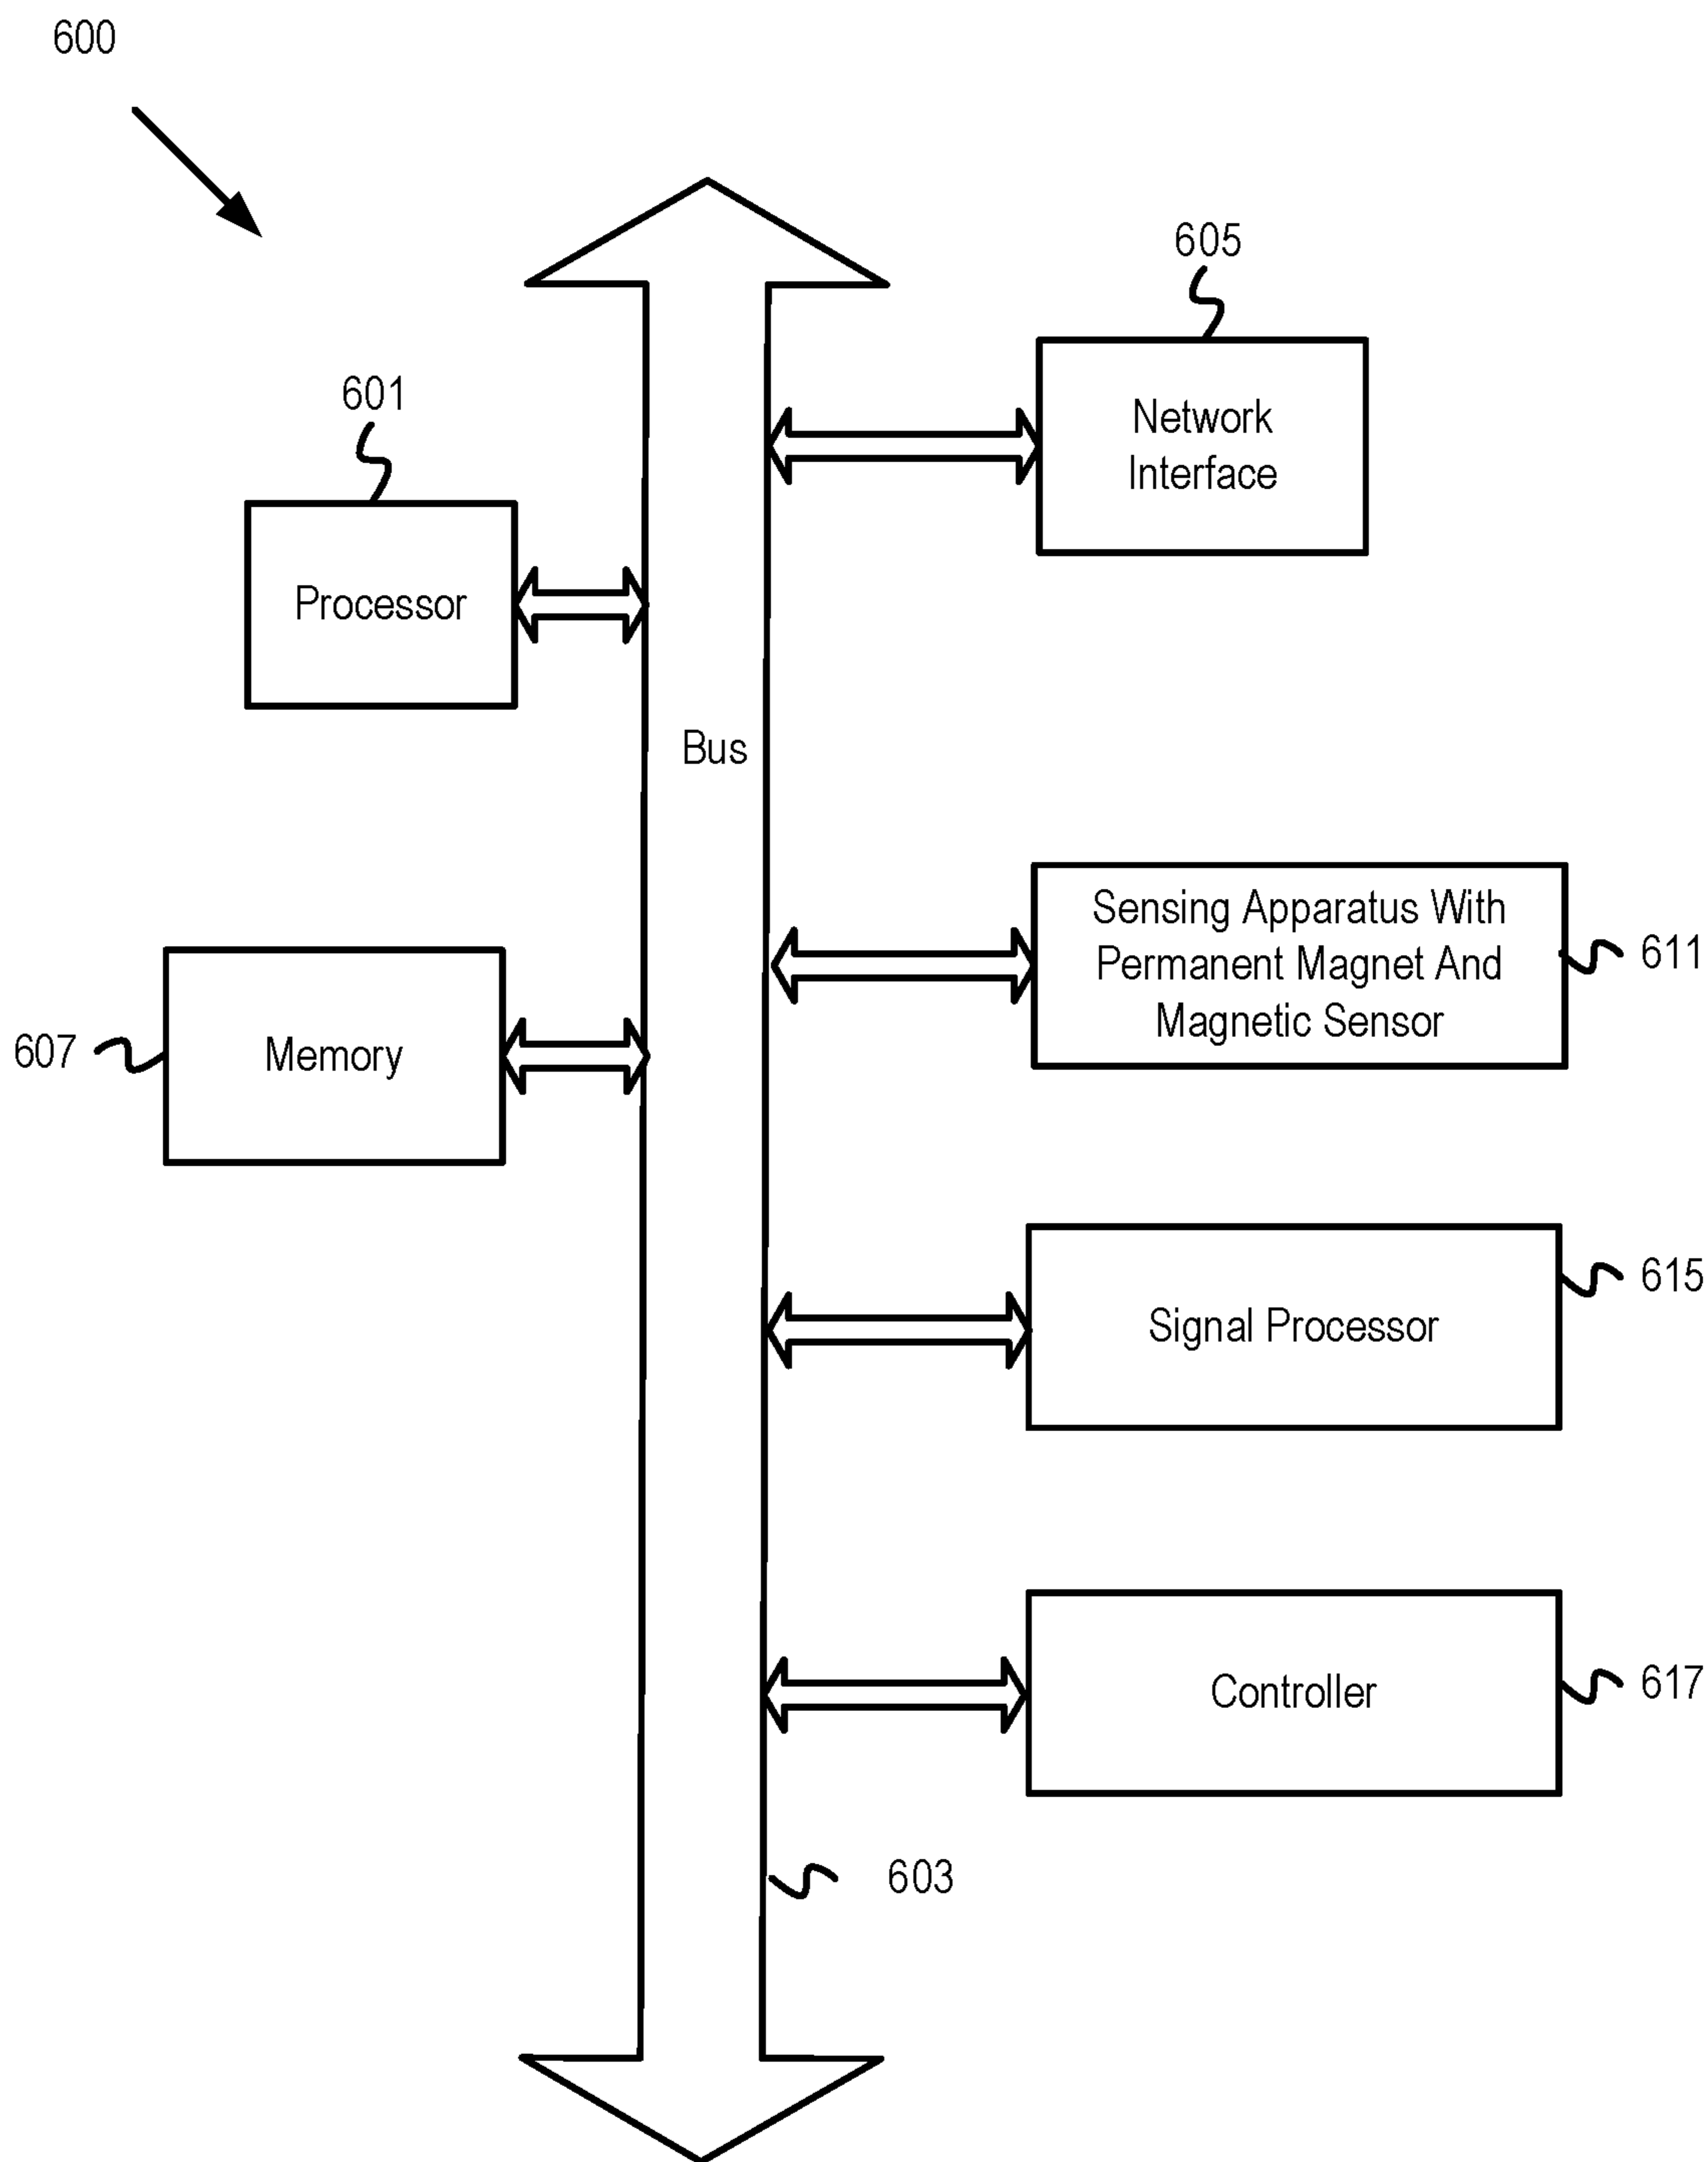 600
605
Network
Interface
601
Processor
Bus
Sensing Apparatus With
Permanent Magnet And
Magnetic Sensor
611
607
Memory
615
Signal Processor
Controller
617
603